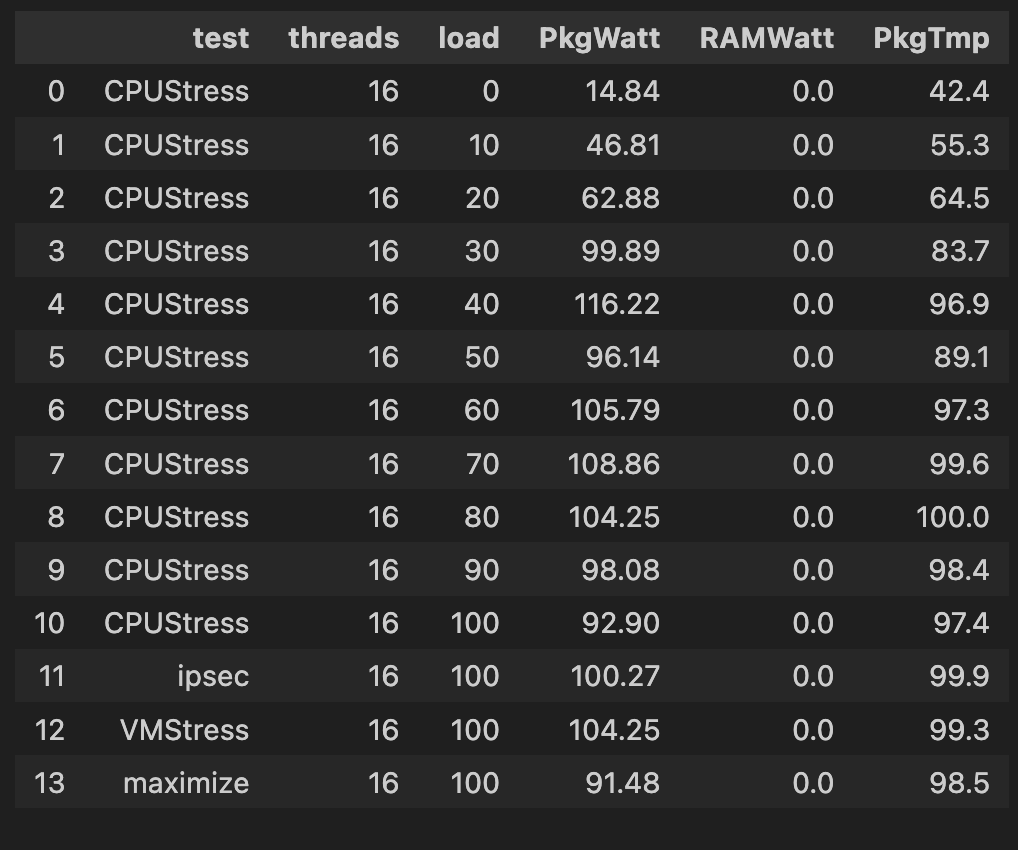 test threads load PkgWatt RAMWatt PkgTmp
0 CPUStress 16 0 14.84 0.0 42.4
1 CPUStress 16 10 46.81 0.0 55.3
2 CPUStress 16 20 62.88 0.0 64.5
3 CPUStress 16 30 99.89 0.0 83.7
4 CPUStress 16 40 116.22 0.0 96.9
5 CPUStress 16 50 96.14 0.0 89.1
6 CPUStress 16 60 105.79 0.0 97.3
7 CPUStress 16 70 108.86 0.0 99.6
8 CPUStress 16 80 104.25 0.0 100.0
9 CPUStress 16 90 98.08 0.0 98.4
10 CPUStress 16 100 92.90 0.0 97.4
11 ipsec 16 100 100.27 0.0 99.9
12 VMStress 16 100 104.25 0.0 99.3
13 maximize 16 100 91.48 0.0 98.5